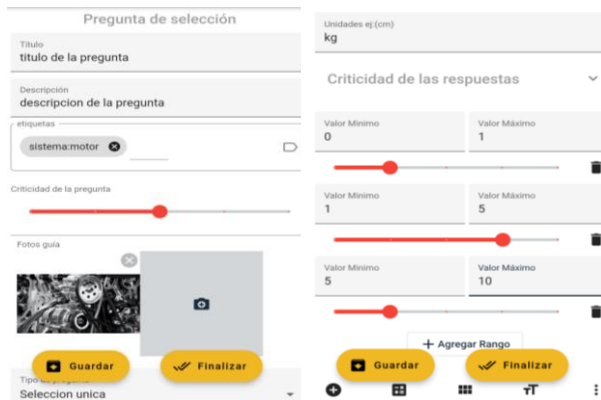 Pregunta de selección
Titulo
titulo de la pregunta
Descripción
descripcion de la pregunta
etiquetas
sistema:motor
Criticidad de la pregunta
Fotos guia
Guardar
Finalizar
Tipo
Seleccion unica
Unidades ej:(cm)
kg
Criticidad de las respuestas
Valor Minimo Valor Máximo
0 1
Valor Minimo Valor Máximo
1 5
Valor Minimo Valor Máximo
5 10
+ Agregar Rango
Guardar
Finalizar